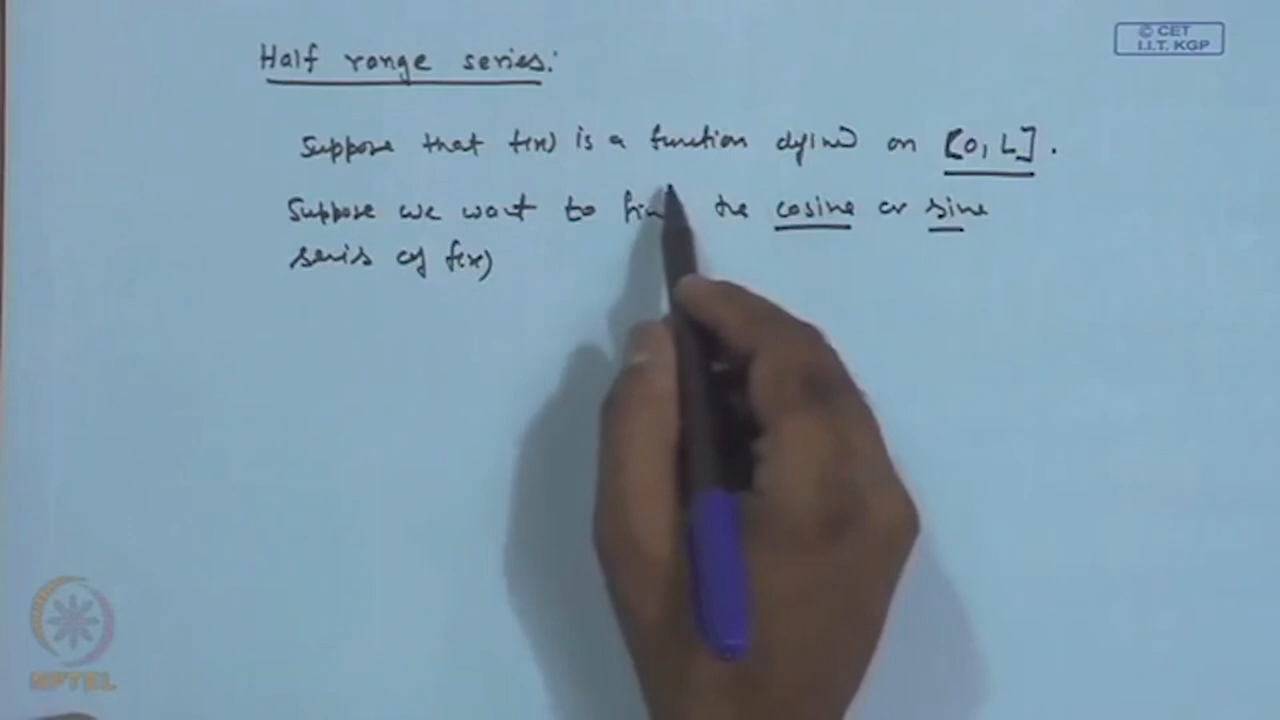 © CET
I.I.T. KGP
Half range series:
Suppose that f(x) is a function defined on [0, L].
Suppose we want to find the cosine or sine
series of f(x)
NPTEL